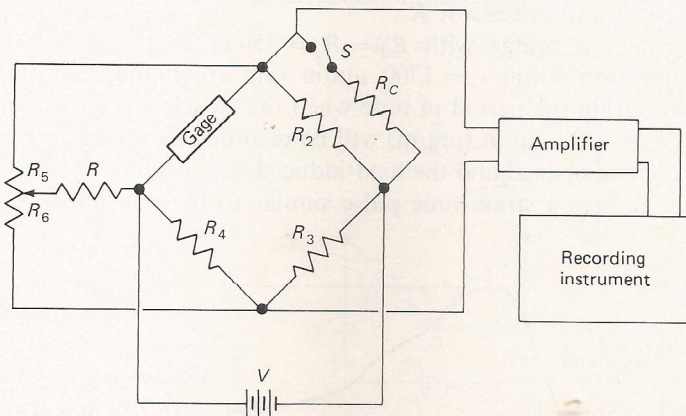 S
R_C
R_2
Gage
R_5
R
R_6
R_4
R_3
V
Amplifier
Recording
instrument